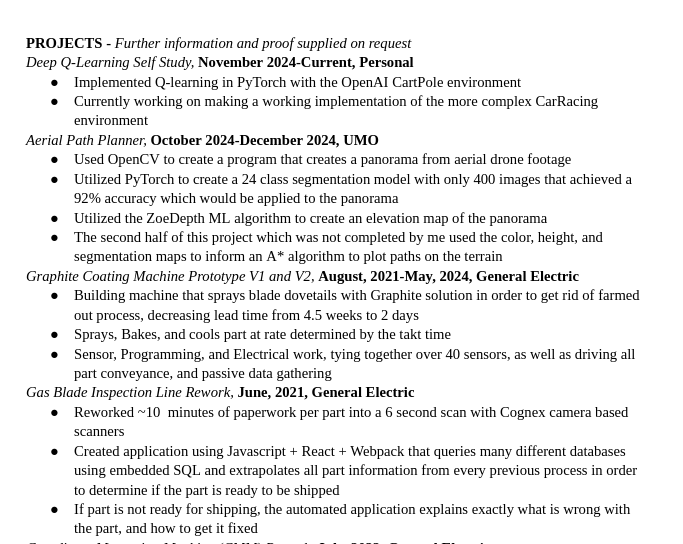 PROJECTS - Further information and proof supplied on request
Deep Q-Learning Self Study, November 2024-Current, Personal
● Implemented Q-learning in PyTorch with the OpenAI CartPole environment
● Currently working on making a working implementation of the more complex CarRacing
environment
Aerial Path Planner, October 2024-December 2024, UMO
● Used OpenCV to create a program that creates a panorama from aerial drone footage
● Utilized PyTorch to create a 24 class segmentation model with only 400 images that achieved a
92% accuracy which would be applied to the panorama
● Utilized the ZoeDepth ML algorithm to create an elevation map of the panorama
● The second half of this project which was not completed by me used the color, height, and
segmentation maps to inform an A* algorithm to plot paths on the terrain
Graphite Coating Machine Prototype V1 and V2, August, 2021-May, 2024, General Electric
● Building machine that sprays blade dovetails with Graphite solution in order to get rid of farmed
out process, decreasing lead time from 4.5 weeks to 2 days
● Sprays, Bakes, and cools part at rate determined by the takt time
● Sensor, Programming, and Electrical work, tying together over 40 sensors, as well as driving all
part conveyance, and passive data gathering
Gas Blade Inspection Line Rework, June, 2021, General Electric
● Reworked ~10  minutes of paperwork per part into a 6 second scan with Cognex camera based
scanners
● Created application using Javascript + React + Webpack that queries many different databases
using embedded SQL and extrapolates all part information from every previous process in order
to determine if the part is ready to be shipped
● If part is not ready for shipping, the automated application explains exactly what is wrong with
the part, and how to get it fixed